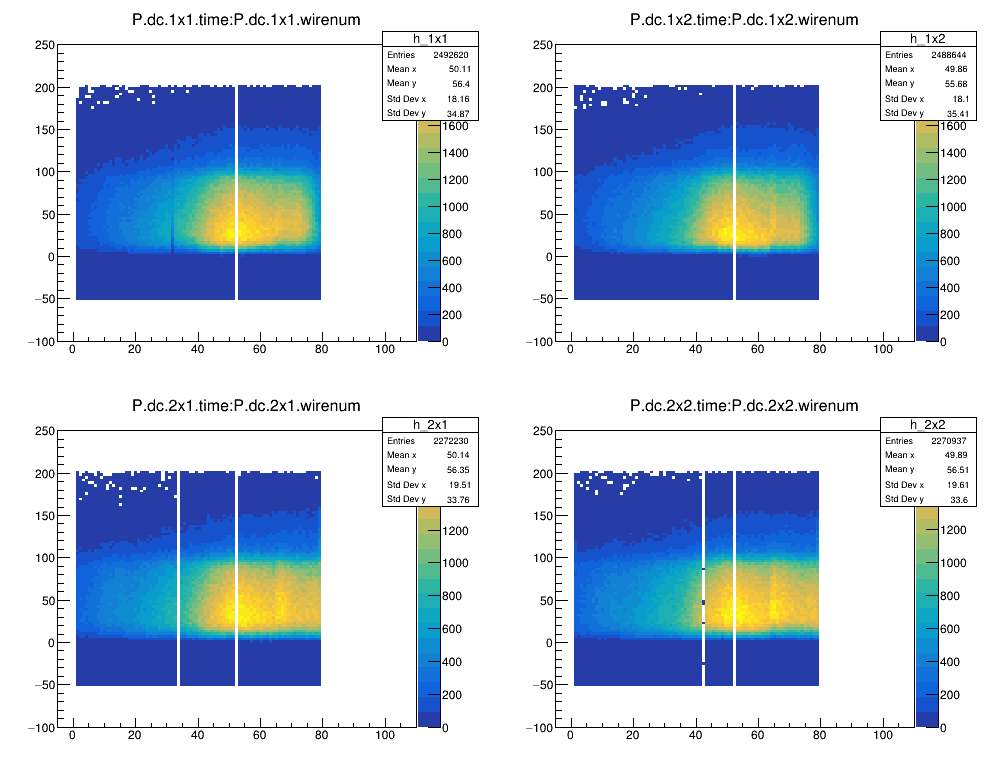 P.dc.1x1.time:P.dc.1x1.wirenum
h_1x1
Entries 2492620
Mean x 50.11
Mean y 56.4
Std Dev x 18.16
Std Dev y 34.87
250
200
150
100
50
0
−50
−100
0 20 40 60 80 100
1600
1400
1200
1000
800
600
400
200
0
P.dc.1x2.time:P.dc.1x2.wirenum
h_1x2
Entries 2488644
Mean x 49.86
Mean y 55.68
Std Dev x 18.1
Std Dev y 35.41
250
200
150
100
50
0
−50
−100
0 20 40 60 80 100
1600
1400
1200
1000
800
600
400
200
0
P.dc.2x1.time:P.dc.2x1.wirenum
h_2x1
Entries 2272230
Mean x 50.14
Mean y 56.35
Std Dev x 19.51
Std Dev y 33.76
250
200
150
100
50
0
−50
−100
0 20 40 60 80 100
1200
1000
800
600
400
200
0
P.dc.2x2.time:P.dc.2x2.wirenum
h_2x2
Entries 2270937
Mean x 49.89
Mean y 56.51
Std Dev x 19.61
Std Dev y 33.6
250
200
150
100
50
0
−50
−100
0 20 40 60 80 100
1200
1000
800
600
400
200
0